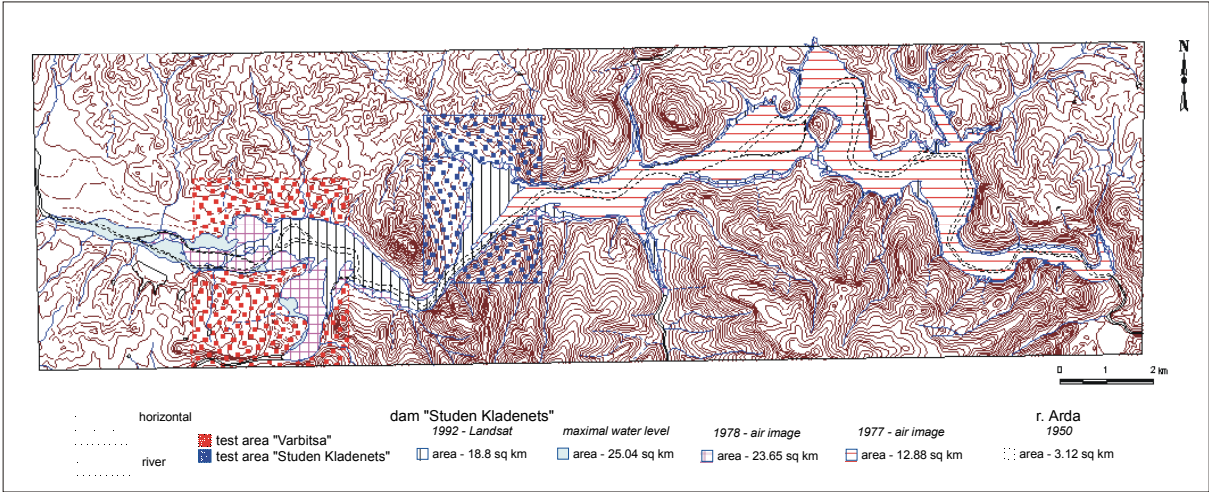 N
0 1 2 km
horizontal
river
test area "Varbitsa"
test area "Studen Kladenets"
dam "Studen Kladenets"
1992 - Landsat
area - 18.8 sq km
maximal water level
area - 25.04 sq km
1978 - air image
area - 23.65 sq km
1977 - air image
area - 12.88 sq km
r. Arda
1950
area - 3.12 sq km